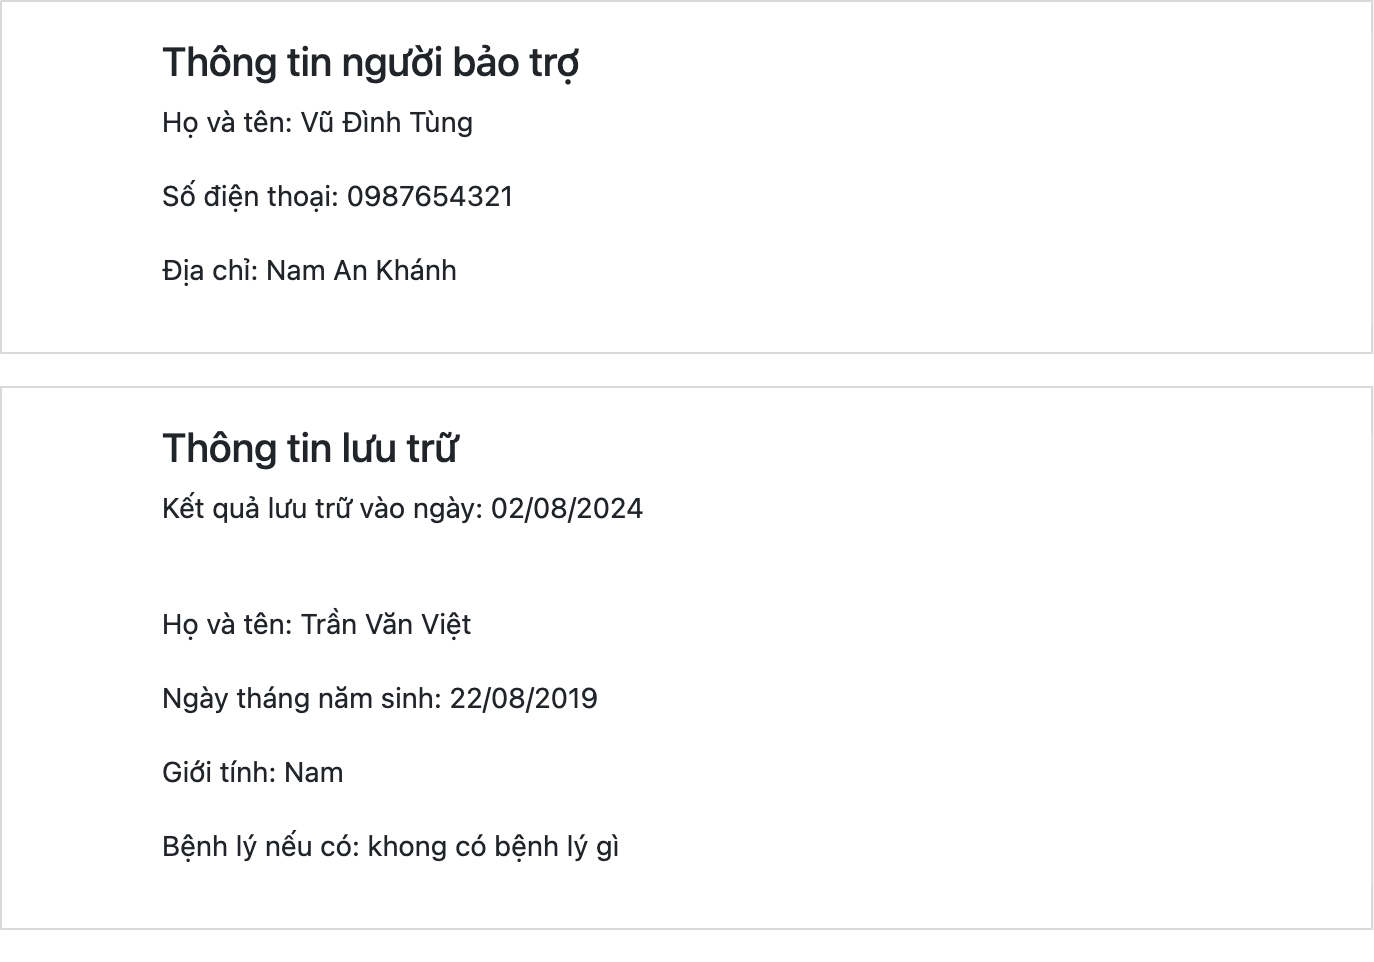 Thông tin người bảo trợ
Họ và tên: Vũ Đình Tùng
Số điện thoại: 0987654321
Địa chỉ: Nam An Khánh
Thông tin lưu trữ
Kết quả lưu trữ vào ngày: 02/08/2024
Họ và tên: Trần Văn Việt
Ngày tháng năm sinh: 22/08/2019
Giới tính: Nam
Bệnh lý nếu có: khong có bệnh lý gì